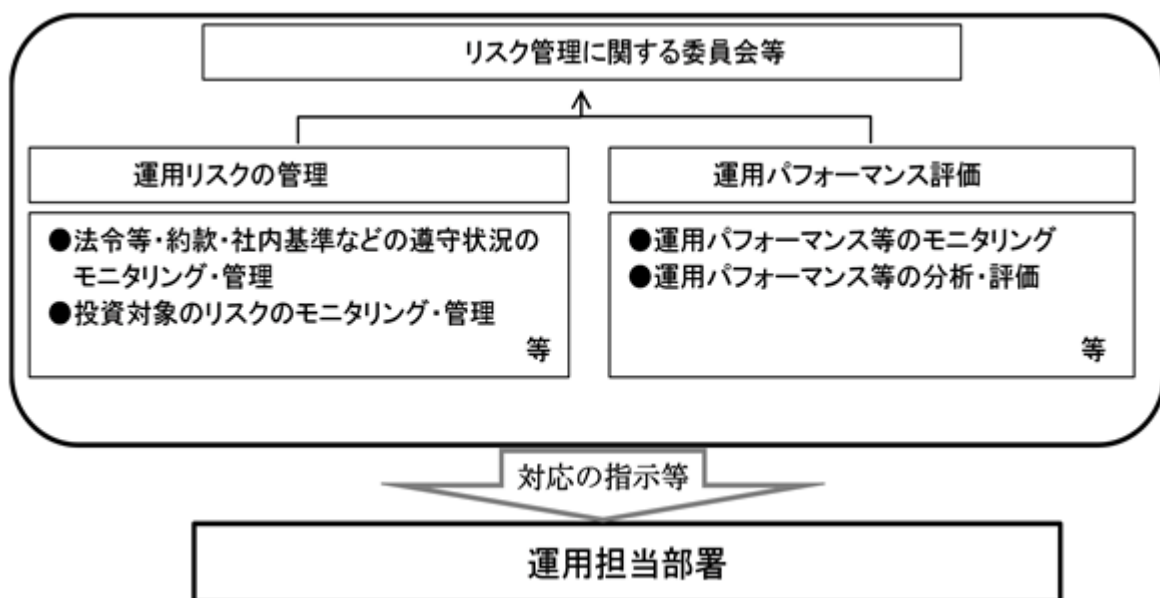 リスク管理に関する委員会等
運用リスクの管理
●法令等・約款・社内基準などの遵守状況の
モニタリング・管理
●投資対象のリスクのモニタリング・管理
等
運用パフォーマンス評価
●運用パフォーマンス等のモニタリング
●運用パフォーマンス等の分析・評価
等
対応の指示等
運用担当部署